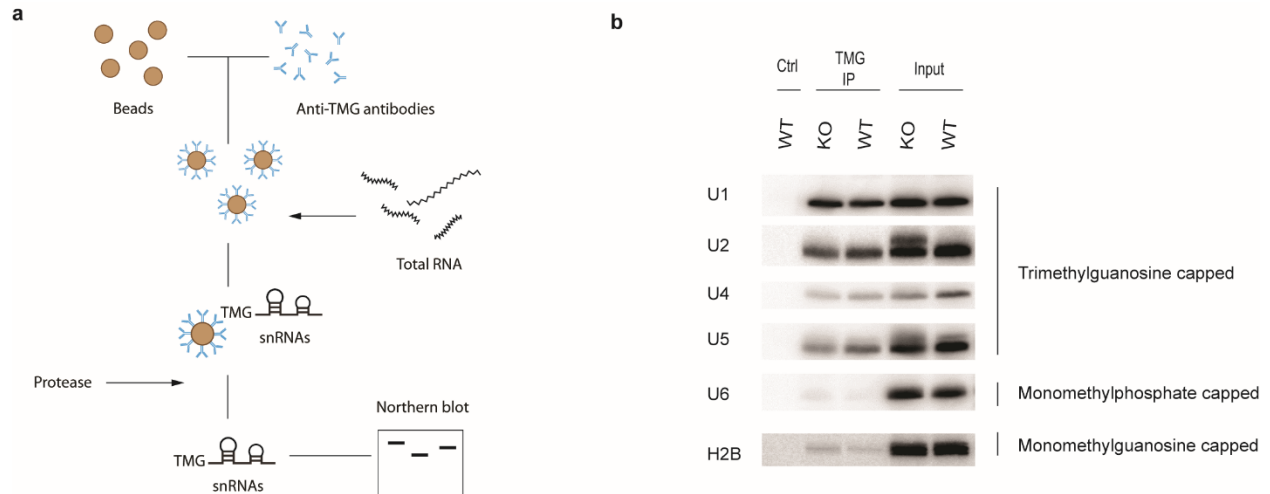 a
Beads
Anti-TMG antibodies
Total RNA
TMG
snRNAs
Protease
Northern blot
TMG
snRNAs
b
Ctrl
TMG
IP
Input
WT
KO
WT
KO
WT
U1
U2
U4
U5
U6
H2B
Trimethylguanosine capped
Monomethylphosphate capped
Monomethylguanosine capped